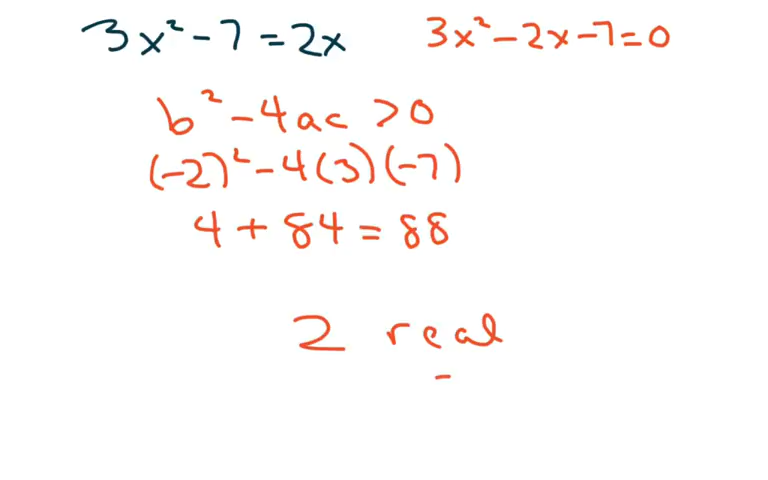 3x² - 7 = 2x 3x² - 2x - 7 = 0
b² - 4ac > 0
(-2)² - 4(3)(-7)
4 + 84 = 88
2 real